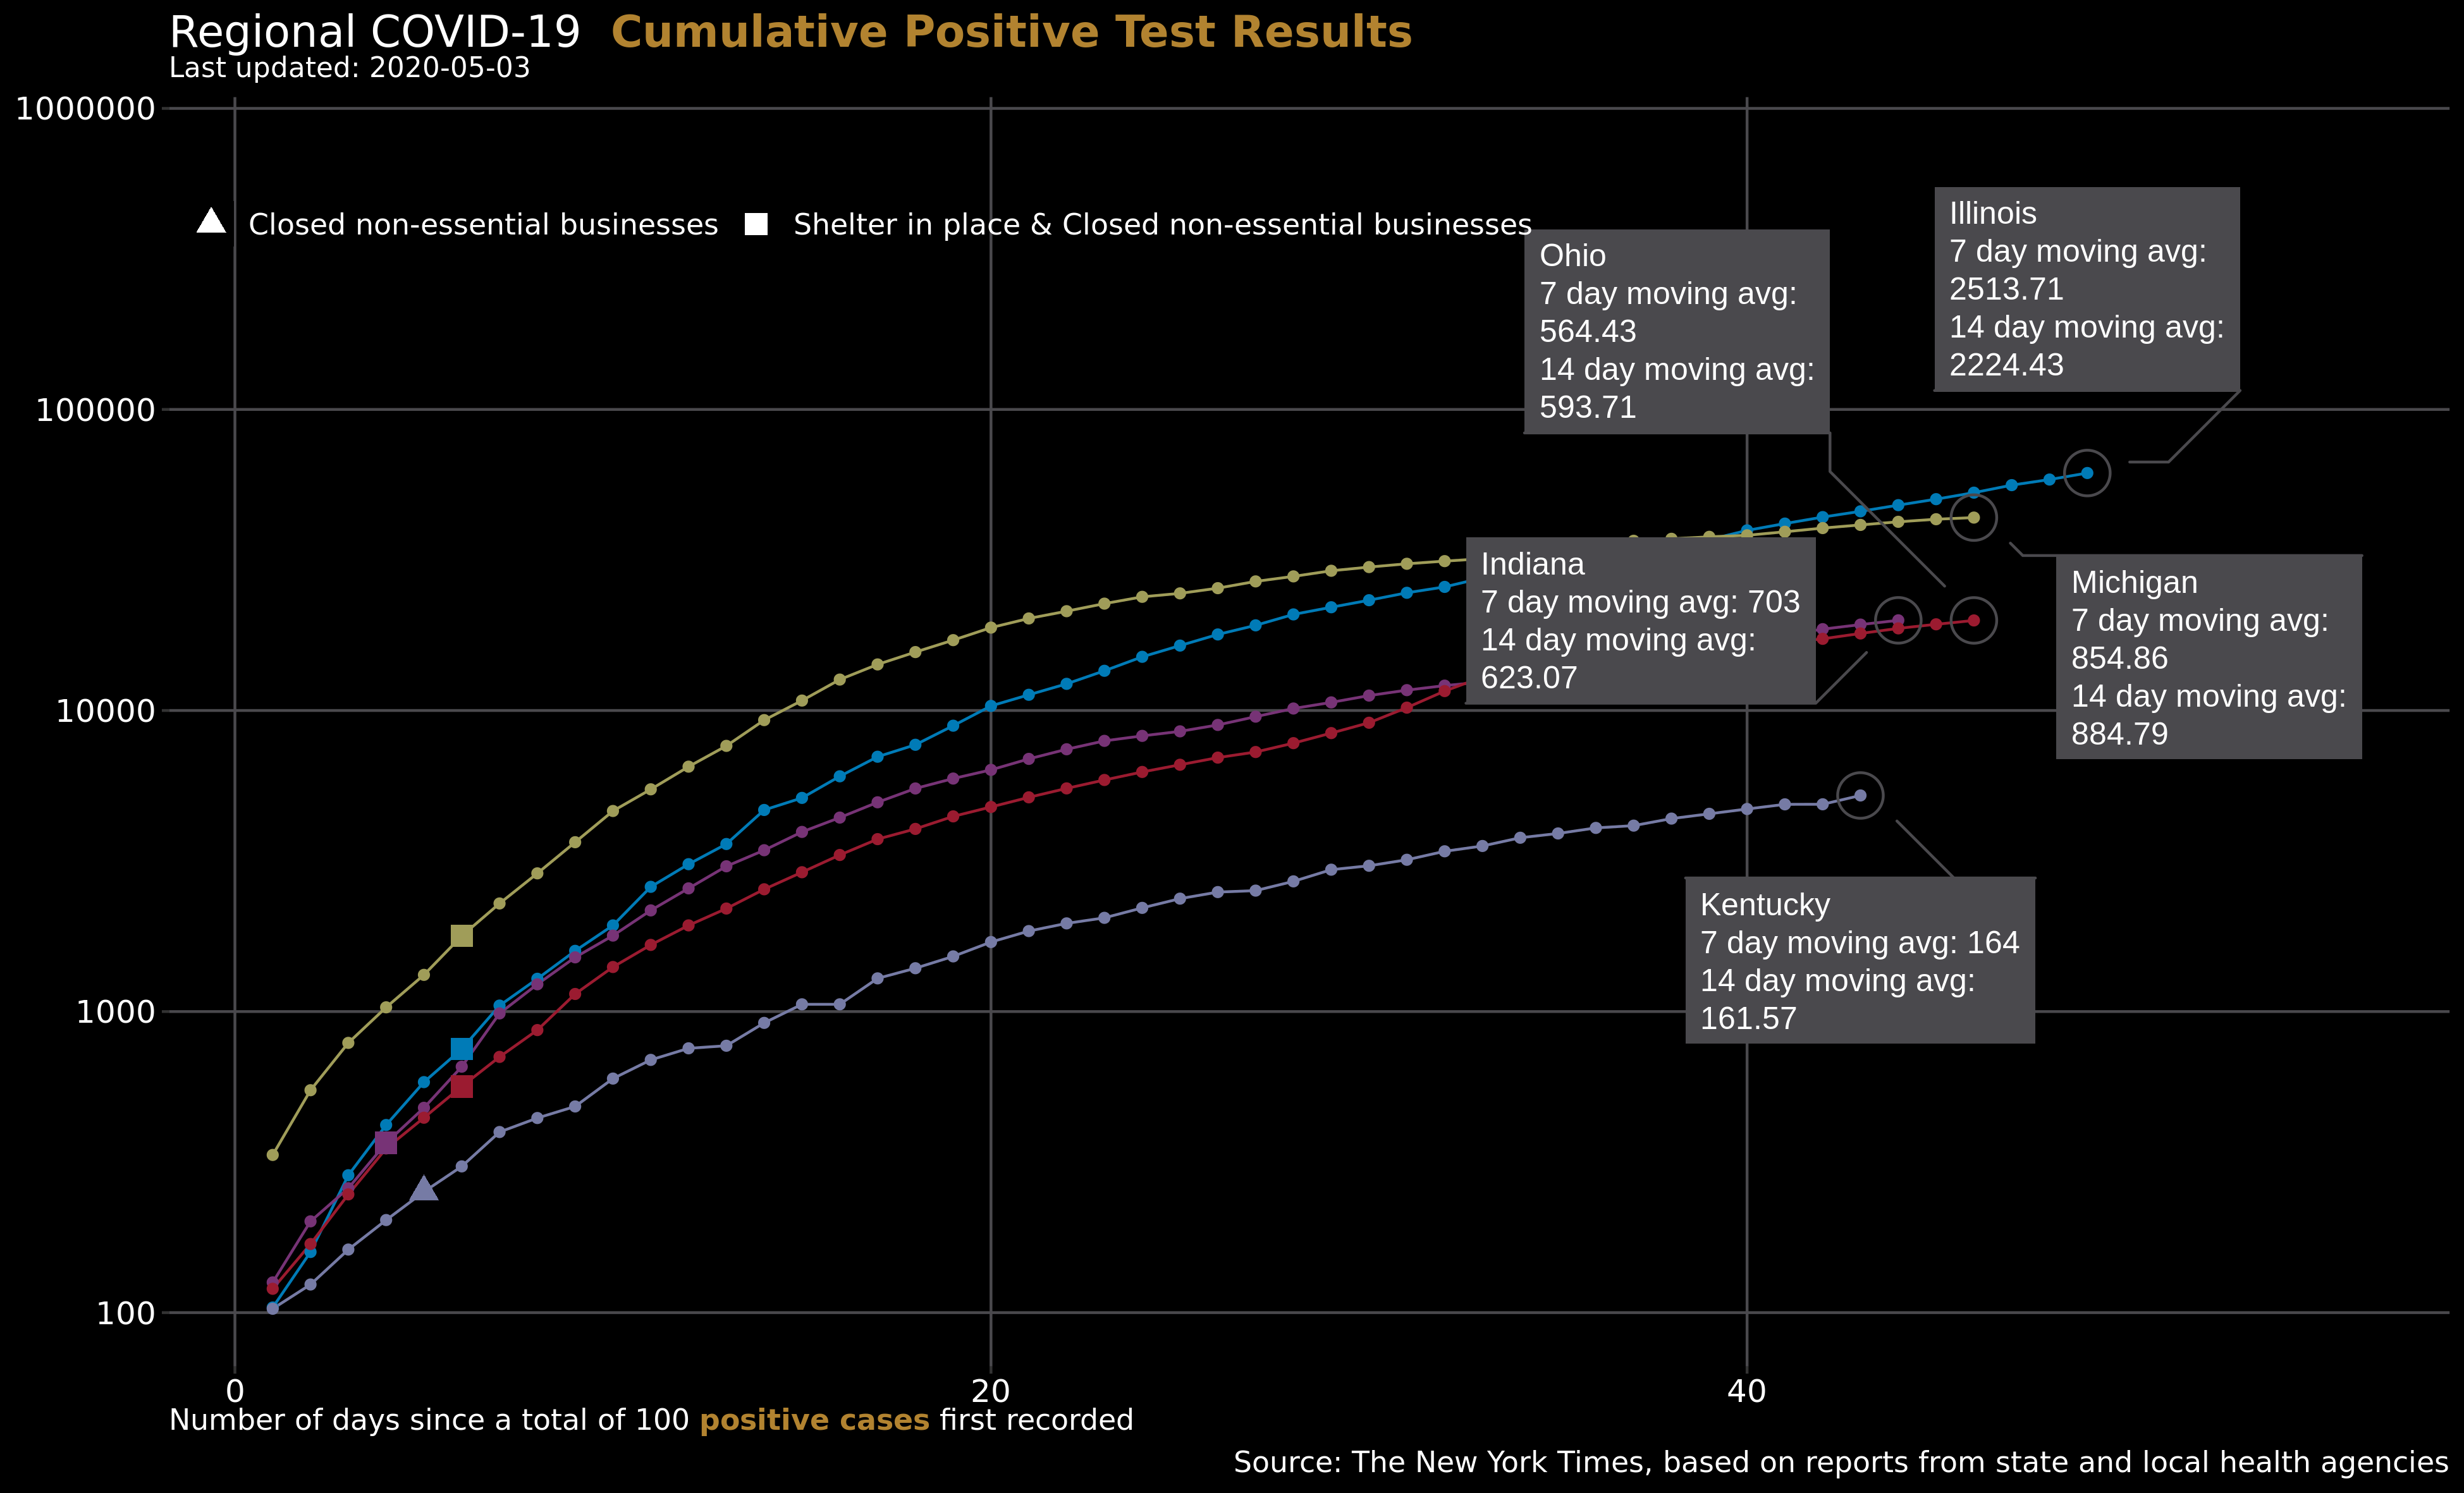 Regional COVID-19 Cumulative Positive Test Results
Last updated: 2020-05-03
1000000
100000
10000
1000
100
Closed non-essential businesses
Shelter in place & Closed non-essential businesses
Ohio
7 day moving avg:
564.43
14 day moving avg:
593.71
Illinois
7 day moving avg:
2513.71
14 day moving avg:
2224.43
Indiana
7 day moving avg: 703
14 day moving avg:
623.07
Michigan
7 day moving avg:
854.86
14 day moving avg:
884.79
Kentucky
7 day moving avg: 164
14 day moving avg:
161.57
0 20 40
Number of days since a total of 100 positive cases first recorded
Source: The New York Times, based on reports from state and local health agencies